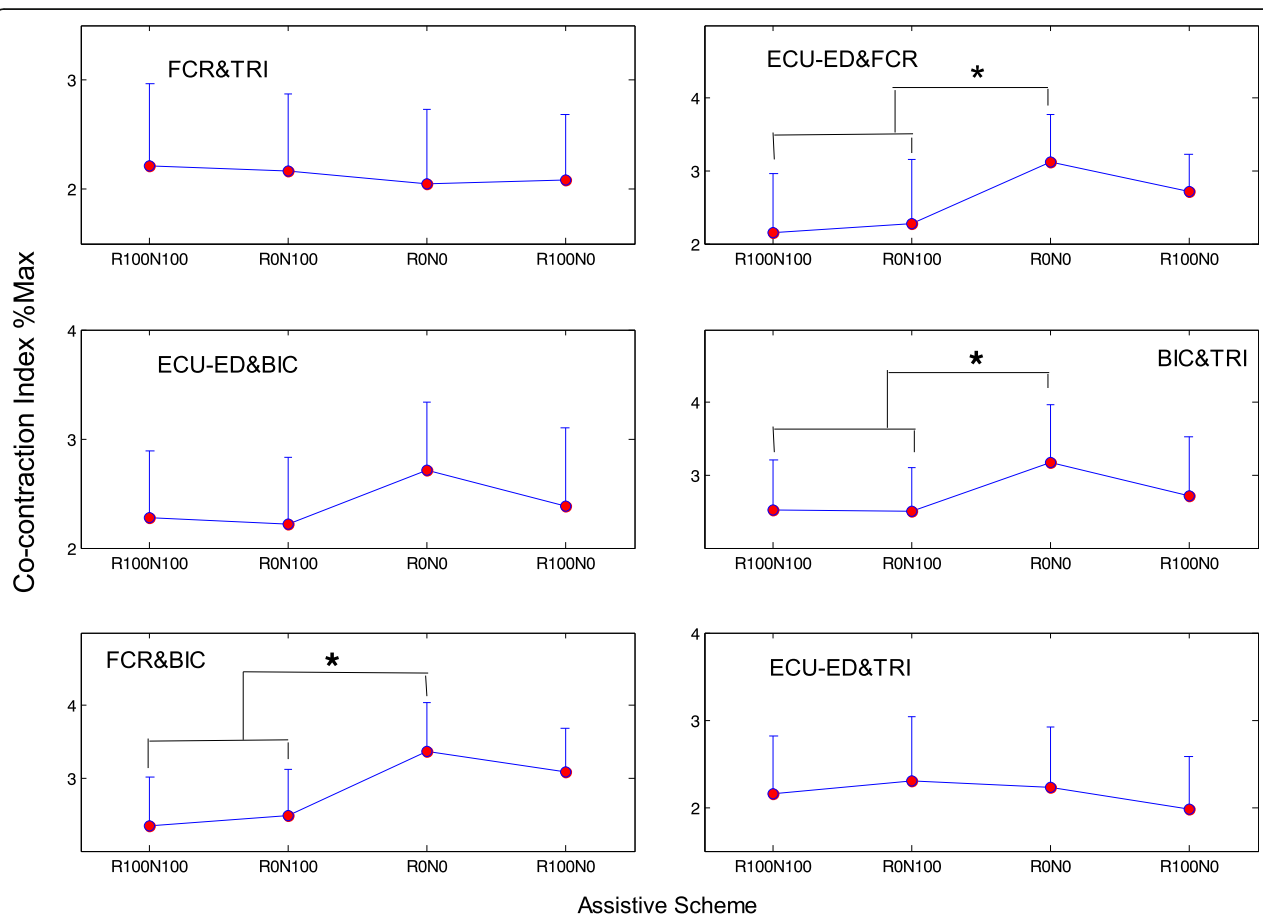 Co-contraction Index %Max
FCR&TRI
3
2
R100N100 R0N100 R0N0 R100N0
ECU-ED&FCR
*
4
3
2
R100N100 R0N100 R0N0 R100N0
ECU-ED&BIC
4
3
2
R100N100 R0N100 R0N0 R100N0
BIC&TRI
*
4
3
R100N100 R0N100 R0N0 R100N0
FCR&BIC
*
4
3
R100N100 R0N100 R0N0 R100N0
ECU-ED&TRI
4
3
2
R100N100 R0N100 R0N0 R100N0
Assistive Scheme